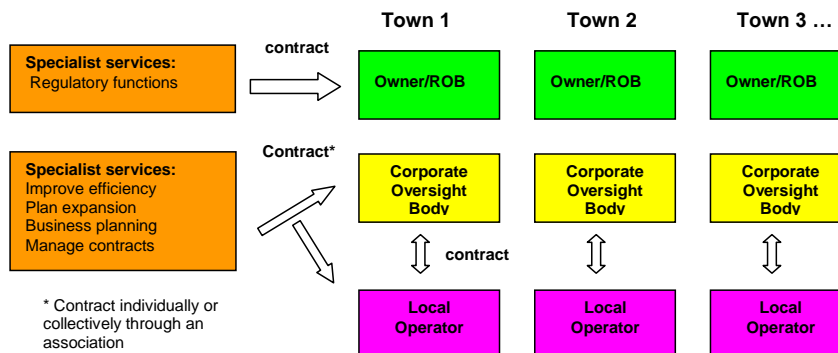 Town 1
Town 2
Town 3 ...
Specialist services:
Regulatory functions
contract
Owner/ROB
Owner/ROB
Owner/ROB
Specialist services:
Improve efficiency
Plan expansion
Business planning
Manage contracts
Contract*
Corporate
Oversight
Body
Corporate
Oversight
Body
Corporate
Oversight
Body
contract
* Contract individually or
collectively through an
association
Local
Operator
Local
Operator
Local
Operator